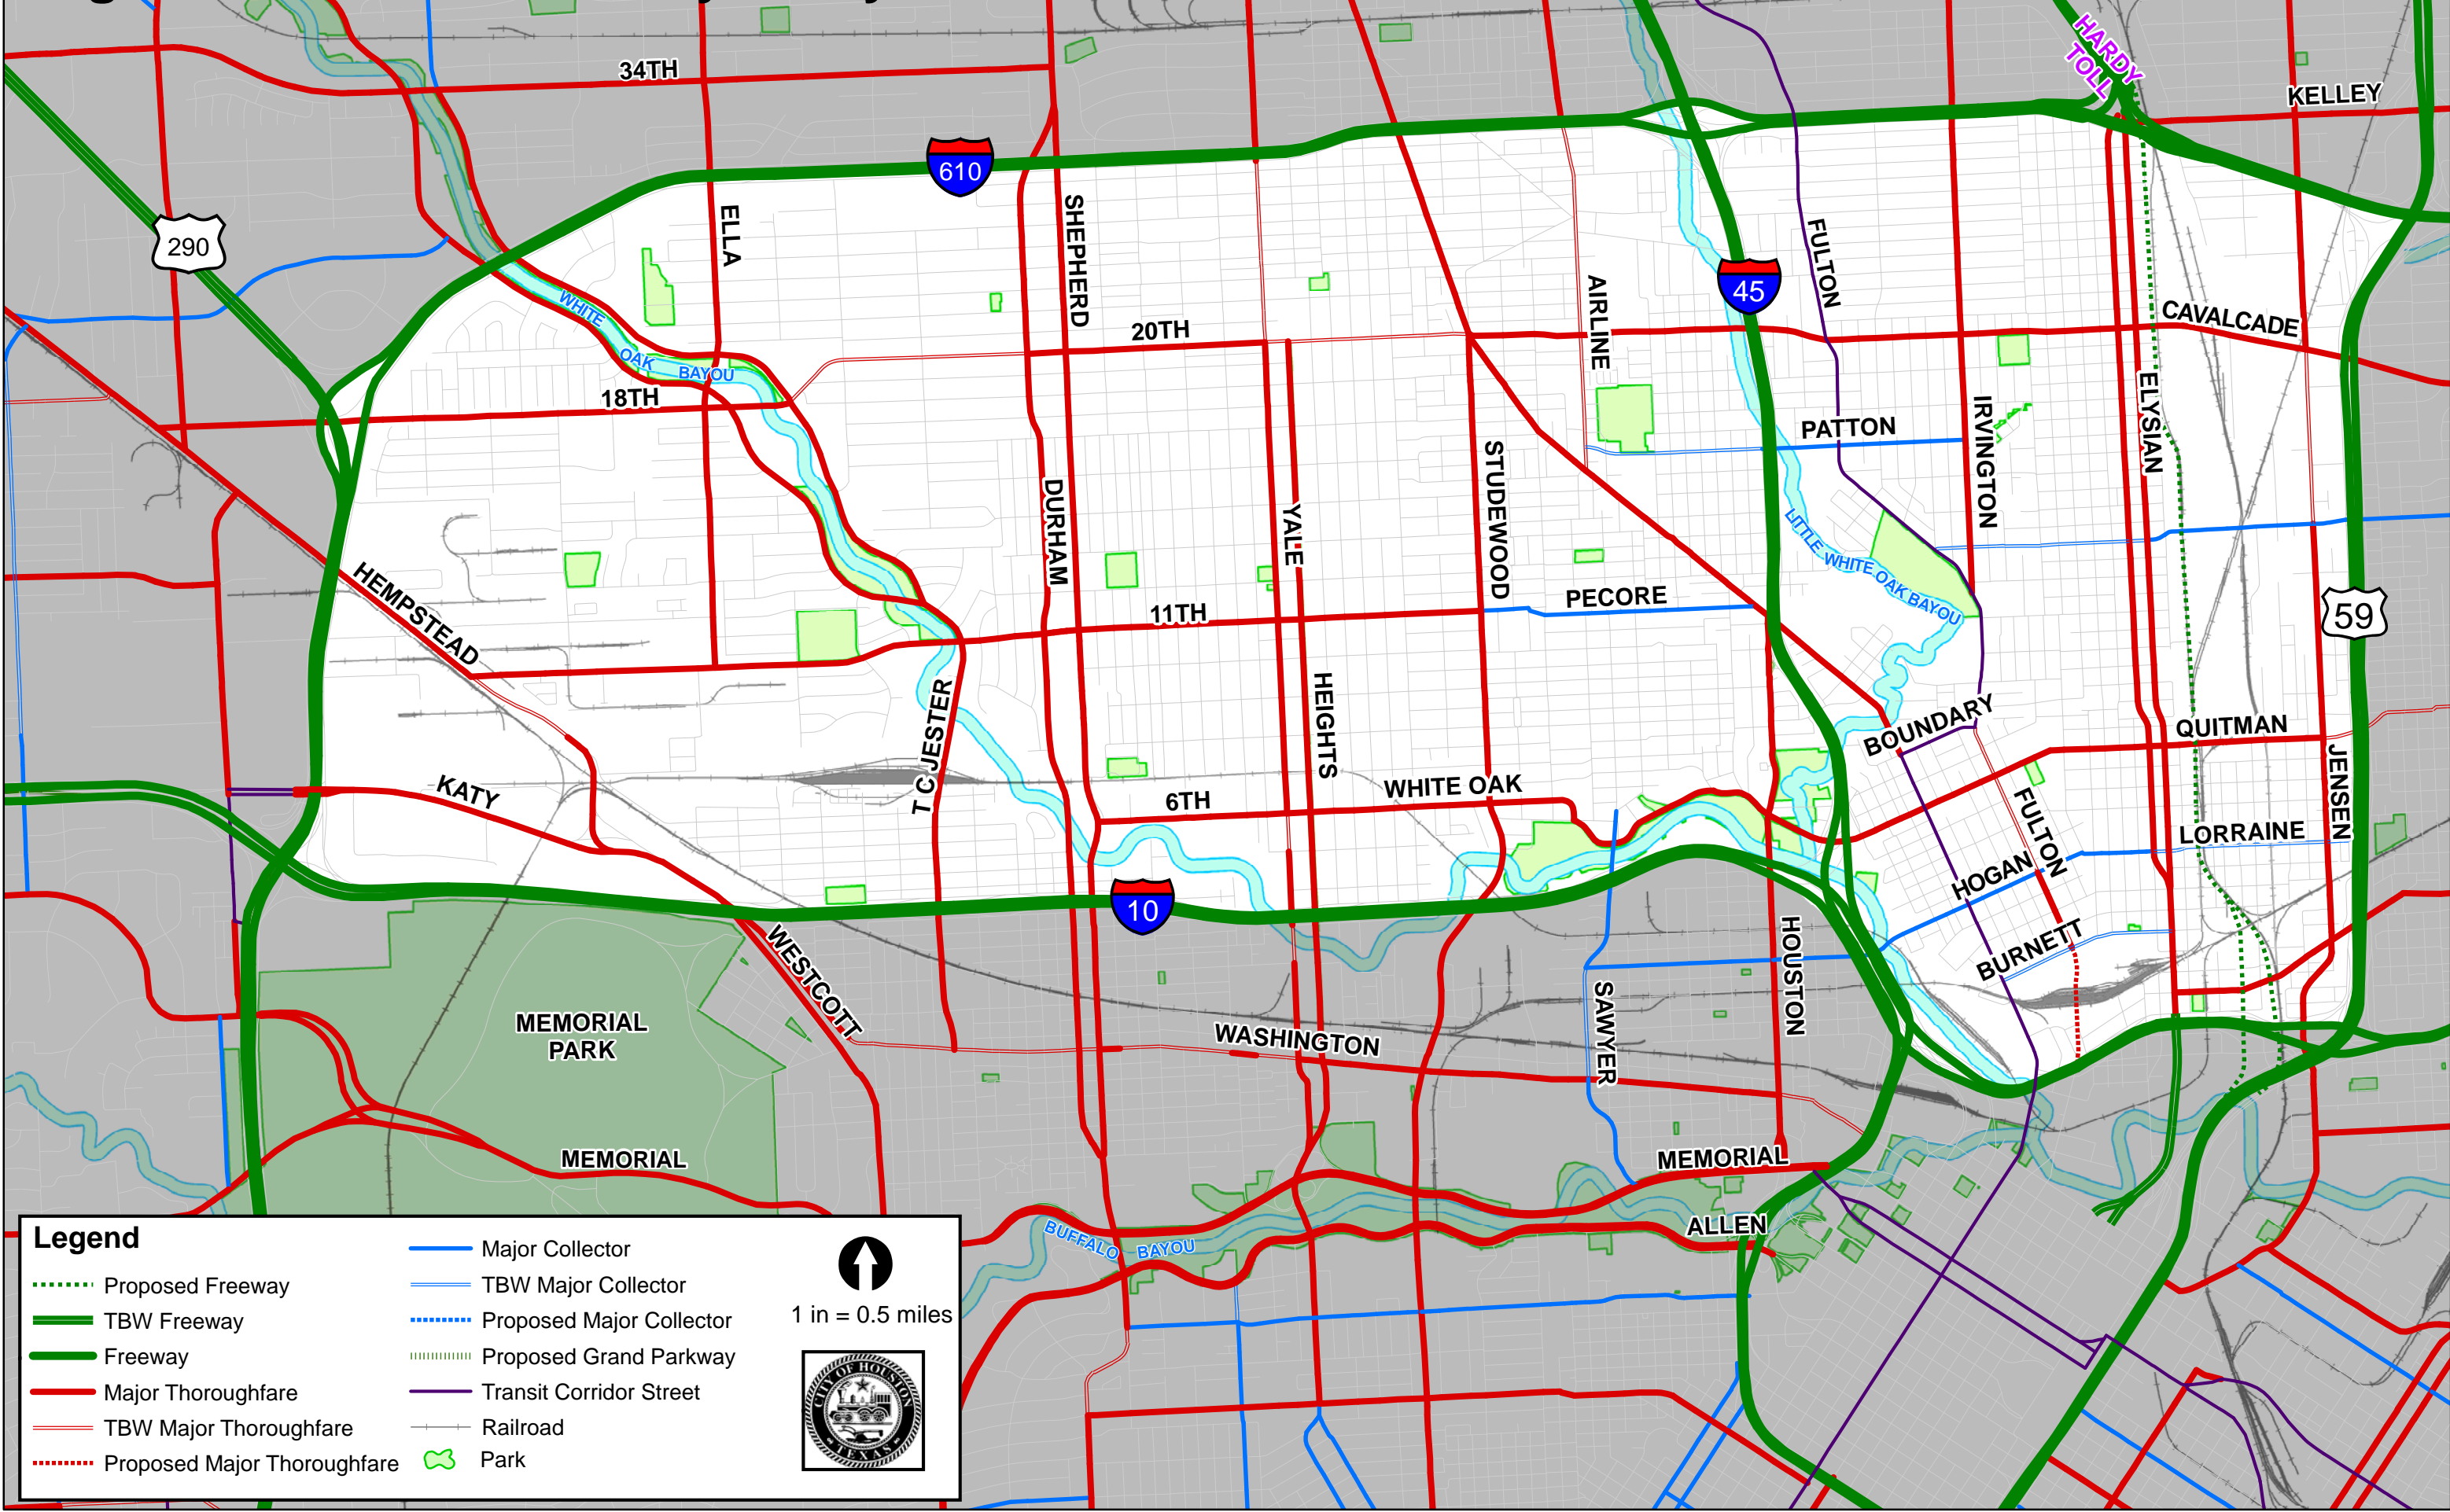 HARDY
TOLL
34TH
KELLEY
610
290
ELLA
SHEPHERD
FULTON
45
AIRLINE
WHITE
OAK
BAYOU
20TH
CAVALCADE
18TH
PATTON
IRVINGTON
ELYSIAN
STUDEWOOD
DURHAM
YALE
LITTLE WHITE OAK BAYOU
HEMPSTEAD
11TH
PECORE
59
HEIGHTS
T C JESTER
BOUNDARY
QUITMAN
JENSEN
KATY
WHITE OAK
6TH
FULTON
LORRAINE
HOGAN
10
WESTCOTT
HOUSTON
BURNETT
MEMORIAL
PARK
SAWYER
WASHINGTON
MEMORIAL
MEMORIAL
ALLEN
BUFFALO
BAYOU
Legend
Proposed Freeway
TBW Freeway
Freeway
Major Thoroughfare
TBW Major Thoroughfare
Proposed Major Thoroughfare
Major Collector
TBW Major Collector
Proposed Major Collector
Proposed Grand Parkway
Transit Corridor Street
Railroad
Park
1 in = 0.5 miles
CITY OF HOUSTON
TEXAS